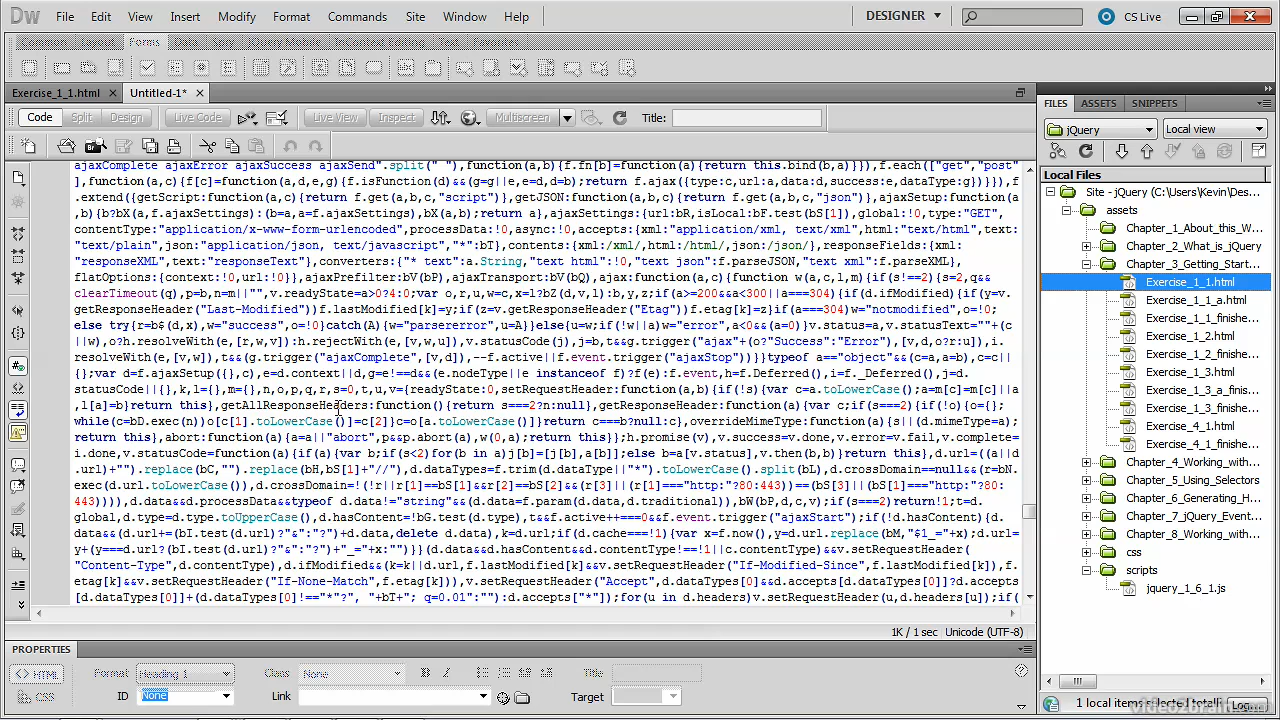 Dw File Edit View Insert Modify Format Commands Site Window Help DESIGNER CS Live
Forms
Exercise_1_1.html Untitled-1*
Code Split Design Live Code Live View Inspect Multiscreen Title:
ajaxComplete ajaxError ajaxSuccess ajaxSend".split(" "),function(a,b){f.fn[b]=function(a){return this.bind(b,a)}}),f.each(["get","post"
],function(a,c){f[c]=function(a,d,e,g){f.isFunction(d)&&(g=g||e,e=d,d=b);return f.ajax({type:c,url:a,data:d,success:e,dataType:g})}}),f
.extend({getScript:function(a,c){return f.get(a,b,c,"script")},getJSON:function(a,b,c){return f.get(a,b,c,"json")},ajaxSetup:function(a
,b){b?bX(a,f.ajaxSettings):(b=a,a=f.ajaxSettings),bX(a,b);return a},ajaxSettings:{url:bR,isLocal:bF.test(bS[1]),global:!0,type:"GET",
contentType:"application/x-www-form-urlencoded",processData:!0,async:!0,accepts:{xml:"application/xml, text/xml",html:"text/html",text:
"text/plain",json:"application/json, text/javascript","*":bT},contents:{xml:/xml/,html:/html/,json:/json/},responseFields:{xml:
"responseXML",text:"responseText"},converters:{"* text":a.String,"text html":!0,"text json":f.parseJSON,"text xml":f.parseXML},
flatOptions:{context:!0,url:!0}},ajaxPrefilter:bV(bP),ajaxTransport:bV(bQ),ajax:function(a,c){function w(a,c,l,m){if(s!==2){s=2,q&&
clearTimeout(q),p=b,n=m||"",v.readyState=a>0?4:0;var o,r,u,w=c,x=l?bZ(d,v,l):b,y,z;if(a>=200&&a<300||a===304){if(d.ifModified){if(y=v.
getResponseHeader("Last-Modified"))f.lastModified[k]=y;if(z=v.getResponseHeader("Etag"))f.etag[k]=z}if(a===304)w="notmodified",o=!0;
else try{r=b$(d,x),w="success",o=!0}catch(A){w="parsererror",u=A}}else{u=w;if(!w||a)w="error",a<0&&(a=0)}v.status=a,v.statusText=""+(c
||w),o?h.resolveWith(e,[r,w,v]):h.rejectWith(e,[v,w,u]),v.statusCode(j),j=b,t&&g.trigger("ajax"+(o?"Success":"Error"),[v,d,o?r:u]),i.
resolveWith(e,[v,w]),t&&(g.trigger("ajaxComplete",[v,d]),--f.active||f.event.trigger("ajaxStop"))}}typeof a=="object"&&(c=a,a=b),c=c||
{};var d=f.ajaxSetup({},c),e=d.context||d,g=e!==d&&(e.nodeType||e instanceof f)?f(e):f.event,h=f.Deferred(),i=f._Deferred(),j=d.
statusCode||{},k,l={},m={},n,o,p,q,r,s=0,t,u,v={readyState:0,setRequestHeader:function(a,b){if(!s){var c=a.toLowerCase();a=m[c]=m[c]||a
,l[a]=b}return this},getAllResponseHeaders:function(){return s===2?n:null},getResponseHeader:function(a){var c;if(s===2){if(!o){o={};
while(c=bD.exec(n))o[c[1].toLowerCase()]=c[2]}c=o[a.toLowerCase()]}return c===b?null:c},overrideMimeType:function(a){s||(d.mimeType=a);
return this},abort:function(a){a=a||"abort",p&&p.abort(a),w(0,a);return this}};h.promise(v),v.success=v.done,v.error=v.fail,v.complete=
i.done,v.statusCode=function(a){if(a){var b;if(s<2)for(b in a)j[b]=[j[b],a[b]];else b=a[v.status],v.then(b,b)}return this},d.url=((a||
d.url)+"").replace(bC,"").replace(bH,bS[1]+"//"),d.dataTypes=f.trim(d.dataType||"*").toLowerCase().split(bL),d.crossDomain==null&&(r=bN.
exec(d.url.toLowerCase()),d.crossDomain=!(!r||r[1]==bS[1]&&r[2]==bS[2]&&(r[3]||(r[1]==="http:"?80:443))==(bS[3]||(bS[1]==="http:"?80:
443)))),d.data&&d.processData&&typeof d.data!="string"&&(d.data=f.param(d.data,d.traditional)),bW(bP,d,c,v);if(s===2)return!1;t=d.
global,d.type=d.type.toUpperCase(),d.hasContent=!bG.test(d.type),t&&f.active++===0&&f.event.trigger("ajaxStart");if(!d.hasContent){d.
data&&(d.url+=(bI.test(d.url)?"&":"?")+d.data,delete d.data),k=d.url;if(d.cache===!1){var x=f.now(),y=d.url.replace(bM,"$1_="+x);d.url=
y+(y===d.url?(bI.test(d.url)?"&":"?")+"_="+x:"")}}(d.data&&d.hasContent&&d.contentType!==!1||c.contentType)&&v.setRequestHeader(
"Content-Type",d.contentType),d.ifModified&&(k=k||d.url,f.lastModified[k]&&v.setRequestHeader("If-Modified-Since",f.lastModified[k]),f.
etag[k]&&v.setRequestHeader("If-None-Match",f.etag[k])),v.setRequestHeader("Accept",d.dataTypes[0]&&d.accepts[d.dataTypes[0]]?d.accepts
[d.dataTypes[0]]+(d.dataTypes[0]!=="*"?", "+bT+"; q=0.01":""):d.accepts["*"]);for(u in d.headers)v.setRequestHeader(u,d.headers[u]);if(
1K / 1 sec Unicode (UTF-8)
PROPERTIES
HTML Format Heading 1 Class None Title
CSS ID None Link Target
FILES ASSETS SNIPPETS
jQuery Local view
Local Files
Site - jQuery (C:\Users\Kevin\Des...
assets
Chapter_1_About_this_W...
Chapter_2_What_is_jQuery
Chapter_3_Getting_Start...
Exercise_1_1.html
Exercise_1_1_a.html
Exercise_1_1_finishe...
Exercise_1_2.html
Exercise_1_2_finishe...
Exercise_1_3.html
Exercise_1_3_a_finis...
Exercise_1_3_finishe...
Exercise_4_1.html
Exercise_4_1_finishe...
Chapter_4_Working_with...
Chapter_5_Using_Selectors
Chapter_6_Generating_H...
Chapter_7_jQuery_Event...
Chapter_8_Working_with...
css
scripts
jquery_1_6_1.js
1 local items selected totalli
Log...
video2brain.com